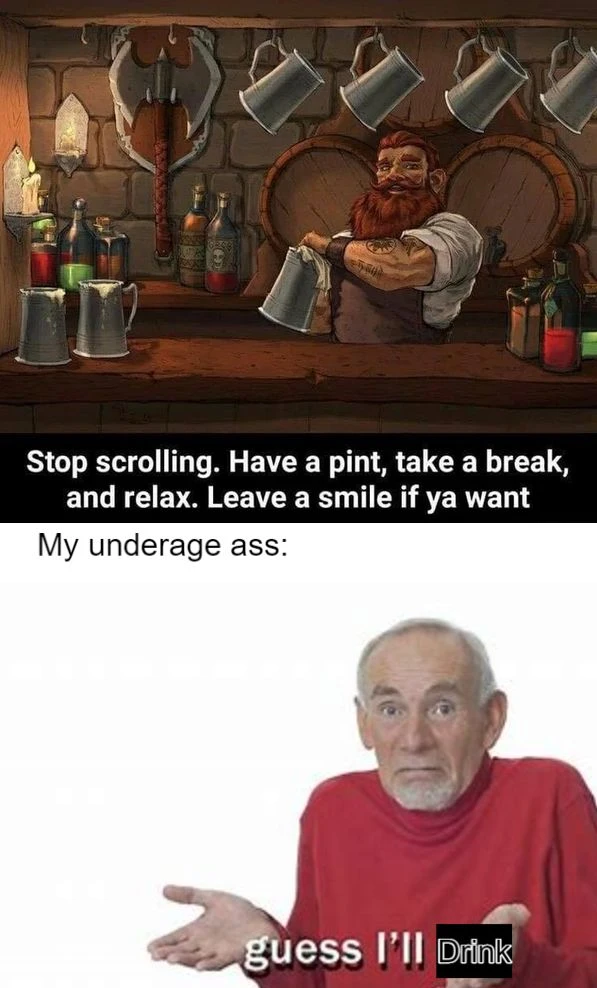 Stop scrolling. Have a pint, take a break,
and relax. Leave a smile if ya want
My underage ass:
guess I'll Drink